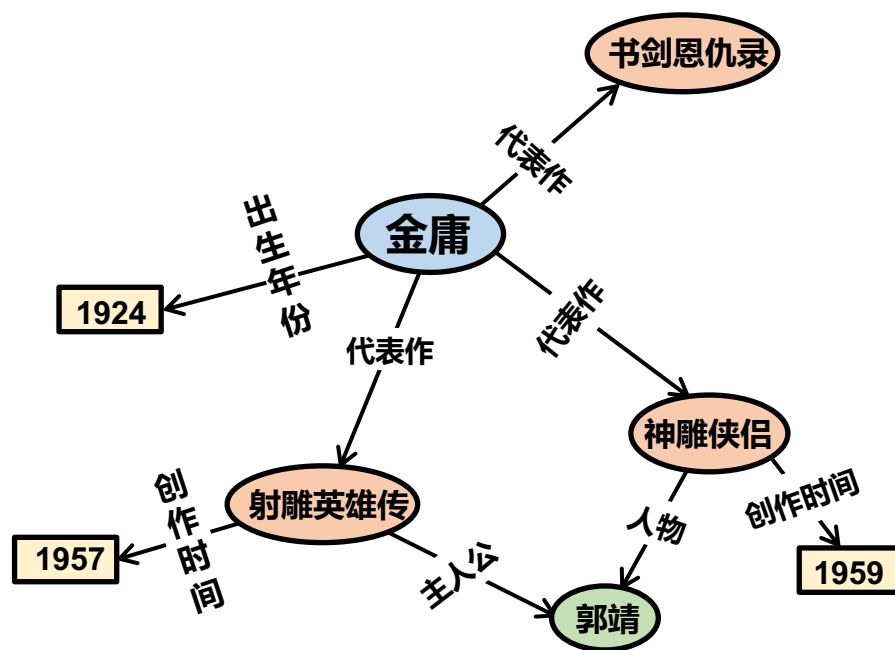 书剑恩仇录
代表作
金庸
出生年份
1924
代表作
代表作
神雕侠侣
射雕英雄传
创作时间
1957
主人公
人物
创作时间
1959
郭靖